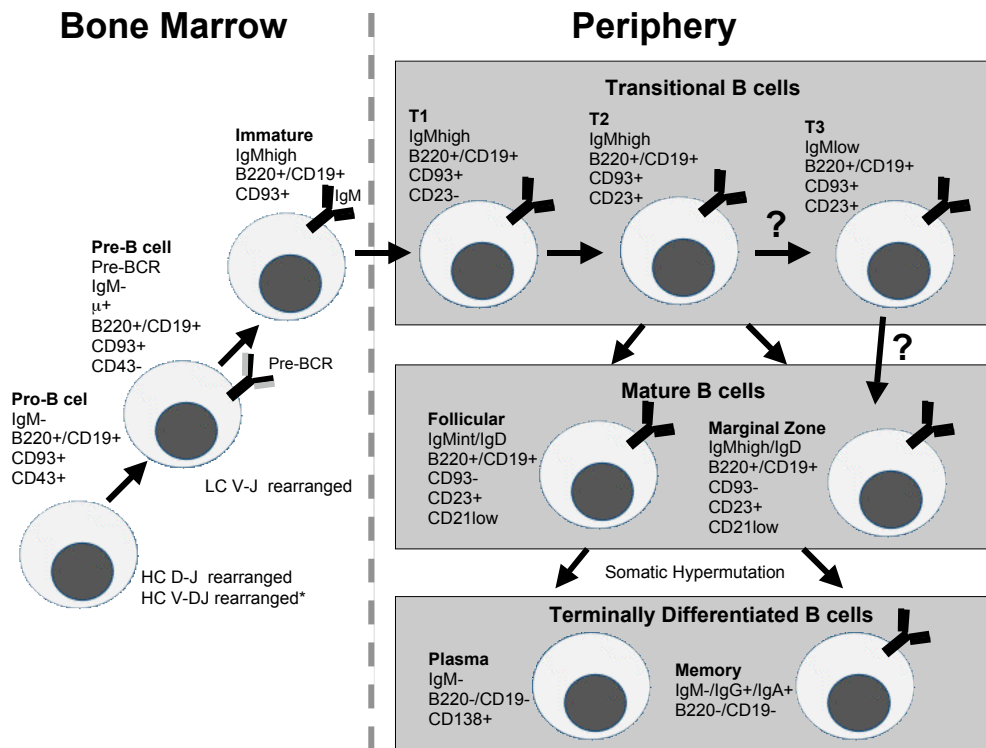 Bone Marrow
Periphery
Transitional B cells
T1
IgMhigh
B220+/CD19+
CD93+
CD23-
T2
IgMhigh
B220+/CD19+
CD93+
CD23+
T3
IgMlow
B220+/CD19+
CD93+
CD23+
?
Immature
IgMhigh
B220+/CD19+
CD93+
IgM
Pre-B cell
Pre-BCR
IgM-
μ+
B220+/CD19+
CD93+
CD43-
Pre-BCR
LC V-J rearranged
Pro-B cel
IgM-
B220+/CD19+
CD93+
CD43+
HC D-J rearranged
HC V-DJ rearranged*
?
Mature B cells
Follicular
IgMint/IgD
B220+/CD19+
CD93-
CD23+
CD21low
Marginal Zone
IgMhigh/IgD
B220+/CD19+
CD93-
CD23+
CD21low
Somatic Hypermutation
Terminally Differentiated B cells
Plasma
IgM-
B220-/CD19-
CD138+
Memory
IgM-/IgG+/IgA+
B220-/CD19-